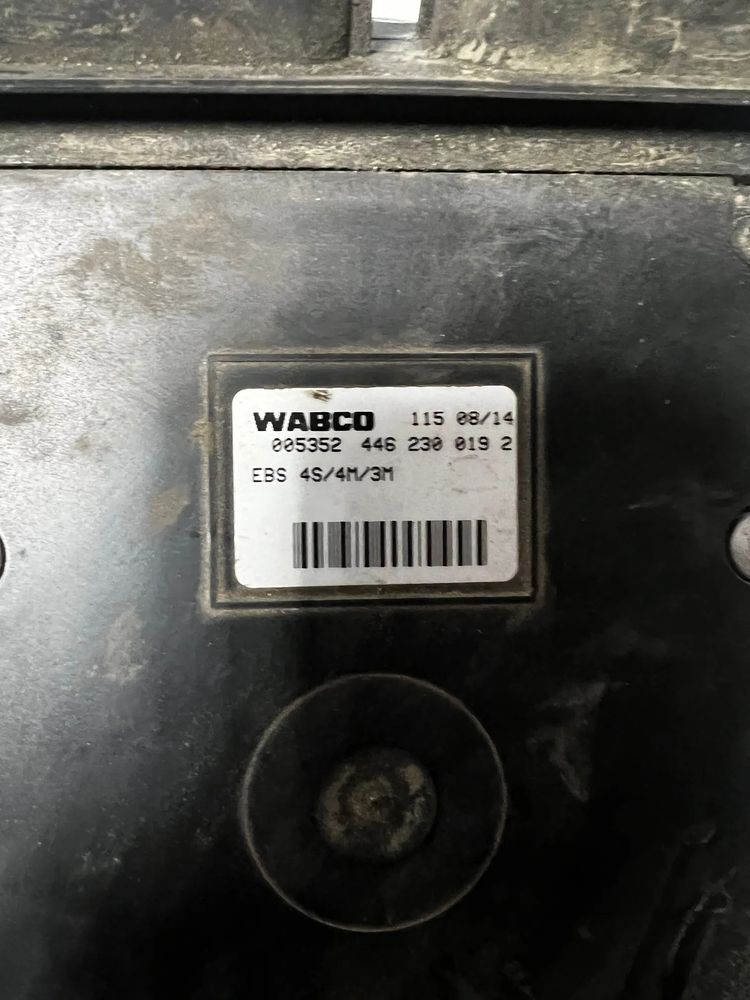 WABCO 115 08/14
005352 446 230 019 2
EBS 4S/4M/3M